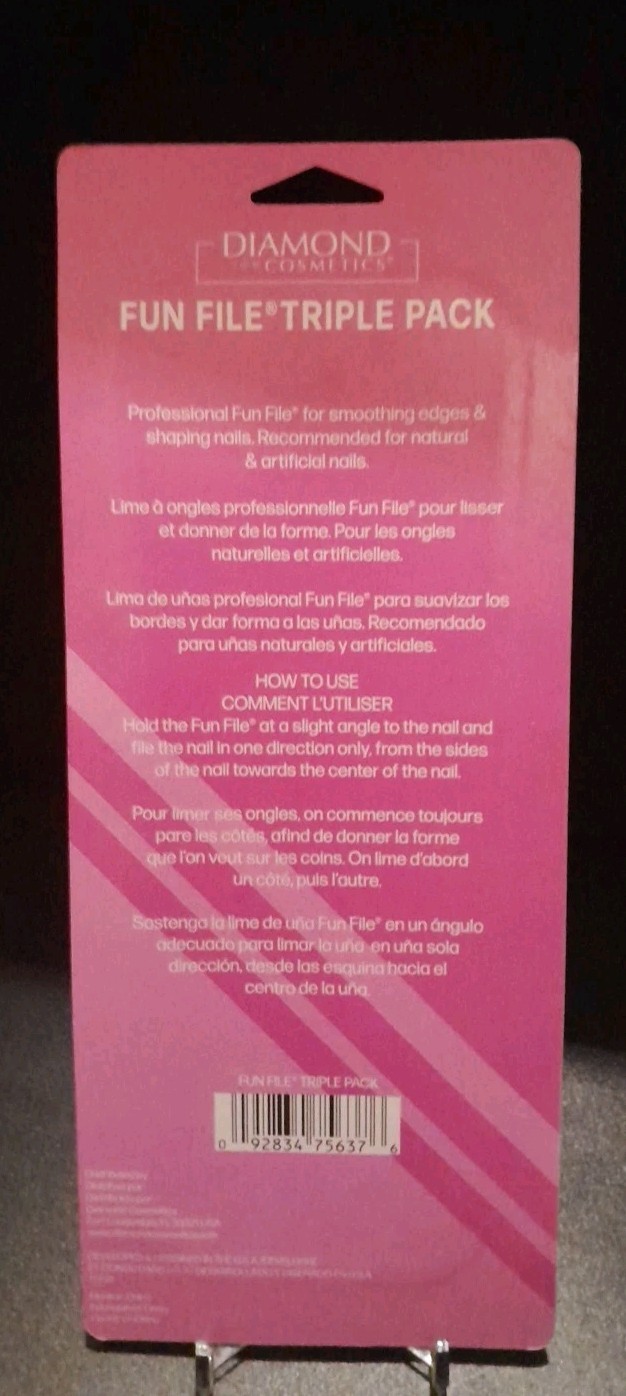 DIAMOND
COSMETICS®
FUN FILE® TRIPLE PACK
Professional Fun File® for smoothing edges &
shaping nails. Recommended for natural
& artificial nails.
Lime à ongles professionnelle Fun File® pour lisser
et donner de la forme. Pour les ongles
naturelles et artificielles.
Lima de uñas profesional Fun File® para suavizar los
bordes y dar forma a las uñas. Recomendado
para uñas naturales y artificiales.
HOW TO USE
COMMENT L'UTILISER
Hold the Fun File® at a slight angle to the nail and
file the nail in one direction only, from the sides
of the nail towards the center of the nail.
Pour limer ses ongles, on commence toujours
pare les côtés, afind de donner la forme
que l'on veut sur les coins. On lime d'abord
un côté, puis l'autre.
Sostenga la lime de uña Fun File® en un ángulo
adecuado para limar la uña en uña sola
dirección, desde las esquina hacia el
centro de la uña.
FUN FILE® TRIPLE PACK
0 92834 75637 6